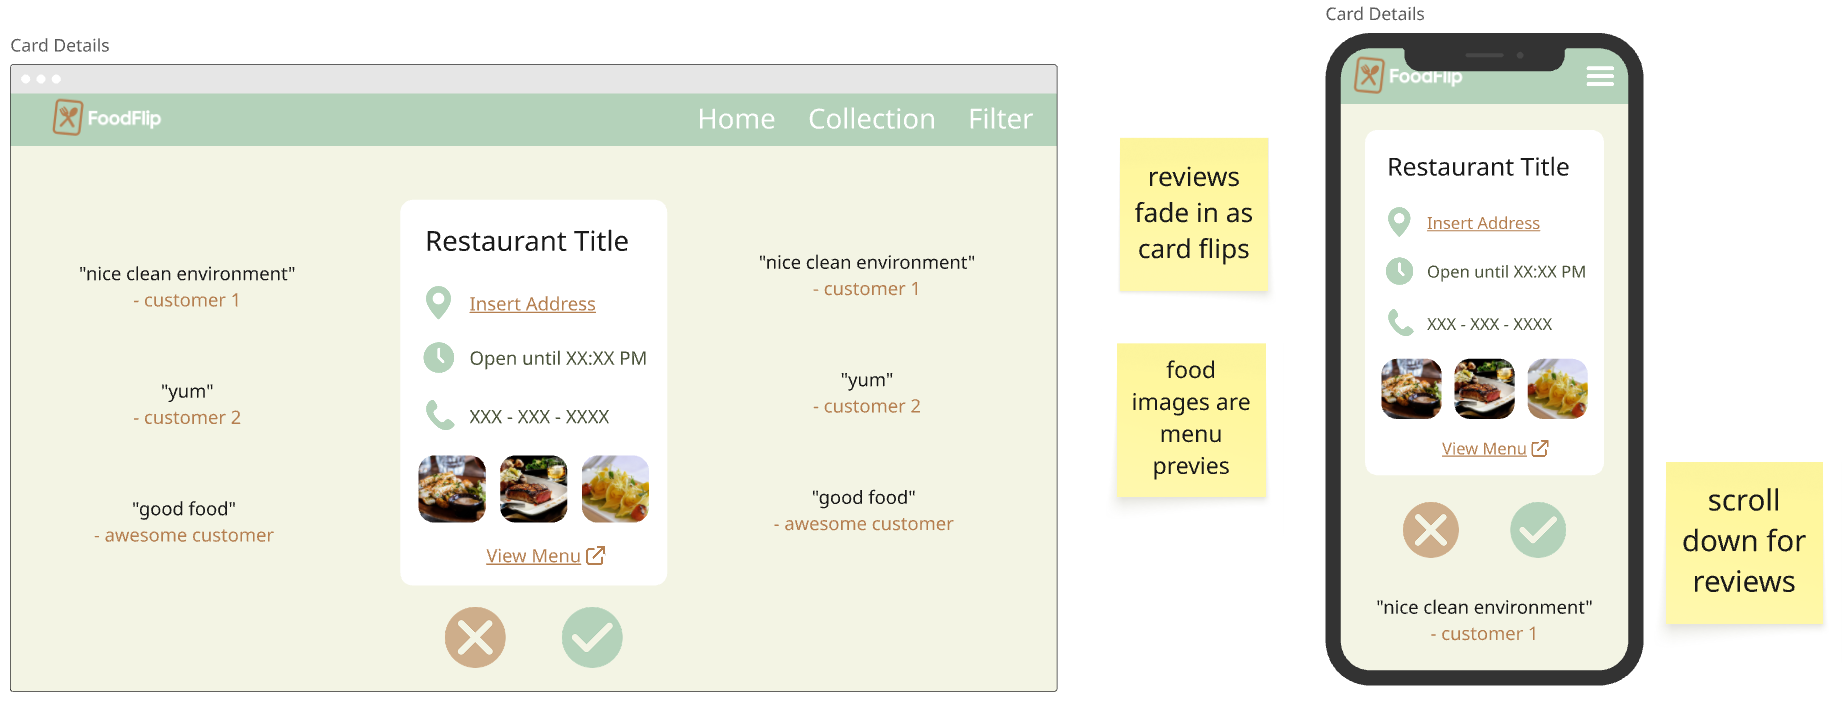 Card Details
FoodFlip
Home Collection Filter
"nice clean environment"
- customer 1
"yum"
- customer 2
"good food"
- awesome customer
Restaurant Title
Insert Address
Open until XX:XX PM
XXX - XXX - XXXX
View Menu
"nice clean environment"
- customer 1
"yum"
- customer 2
"good food"
- awesome customer
reviews
fade in as
card flips
food
images are
menu
previes
Card Details
FoodFlip
Restaurant Title
Insert Address
Open until XX:XX PM
XXX - XXX - XXXX
View Menu
"nice clean environment"
- customer 1
scroll
down for
reviews